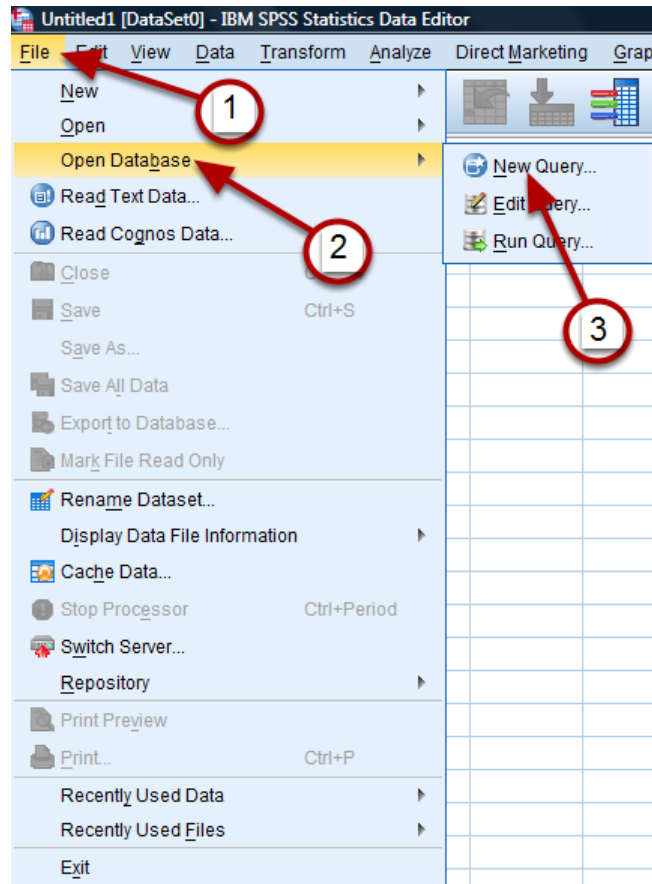 Untitled1 [DataSet0] - IBM SPSS Statistics Data Editor
File Edit View Data Transform Analyze Direct Marketing Grap
New
1
Open
Open Database
New Query...
Read Text Data...
Edit Query...
Read Cognos Data...
2
Run Query...
Close
Save Ctrl+S
3
Save As...
Save All Data
Export to Database...
Mark File Read Only
Rename Dataset...
Display Data File Information
Cache Data...
Stop Processor Ctrl+Period
Switch Server...
Repository
Print Preview
Print... Ctrl+P
Recently Used Data
Recently Used Files
Exit